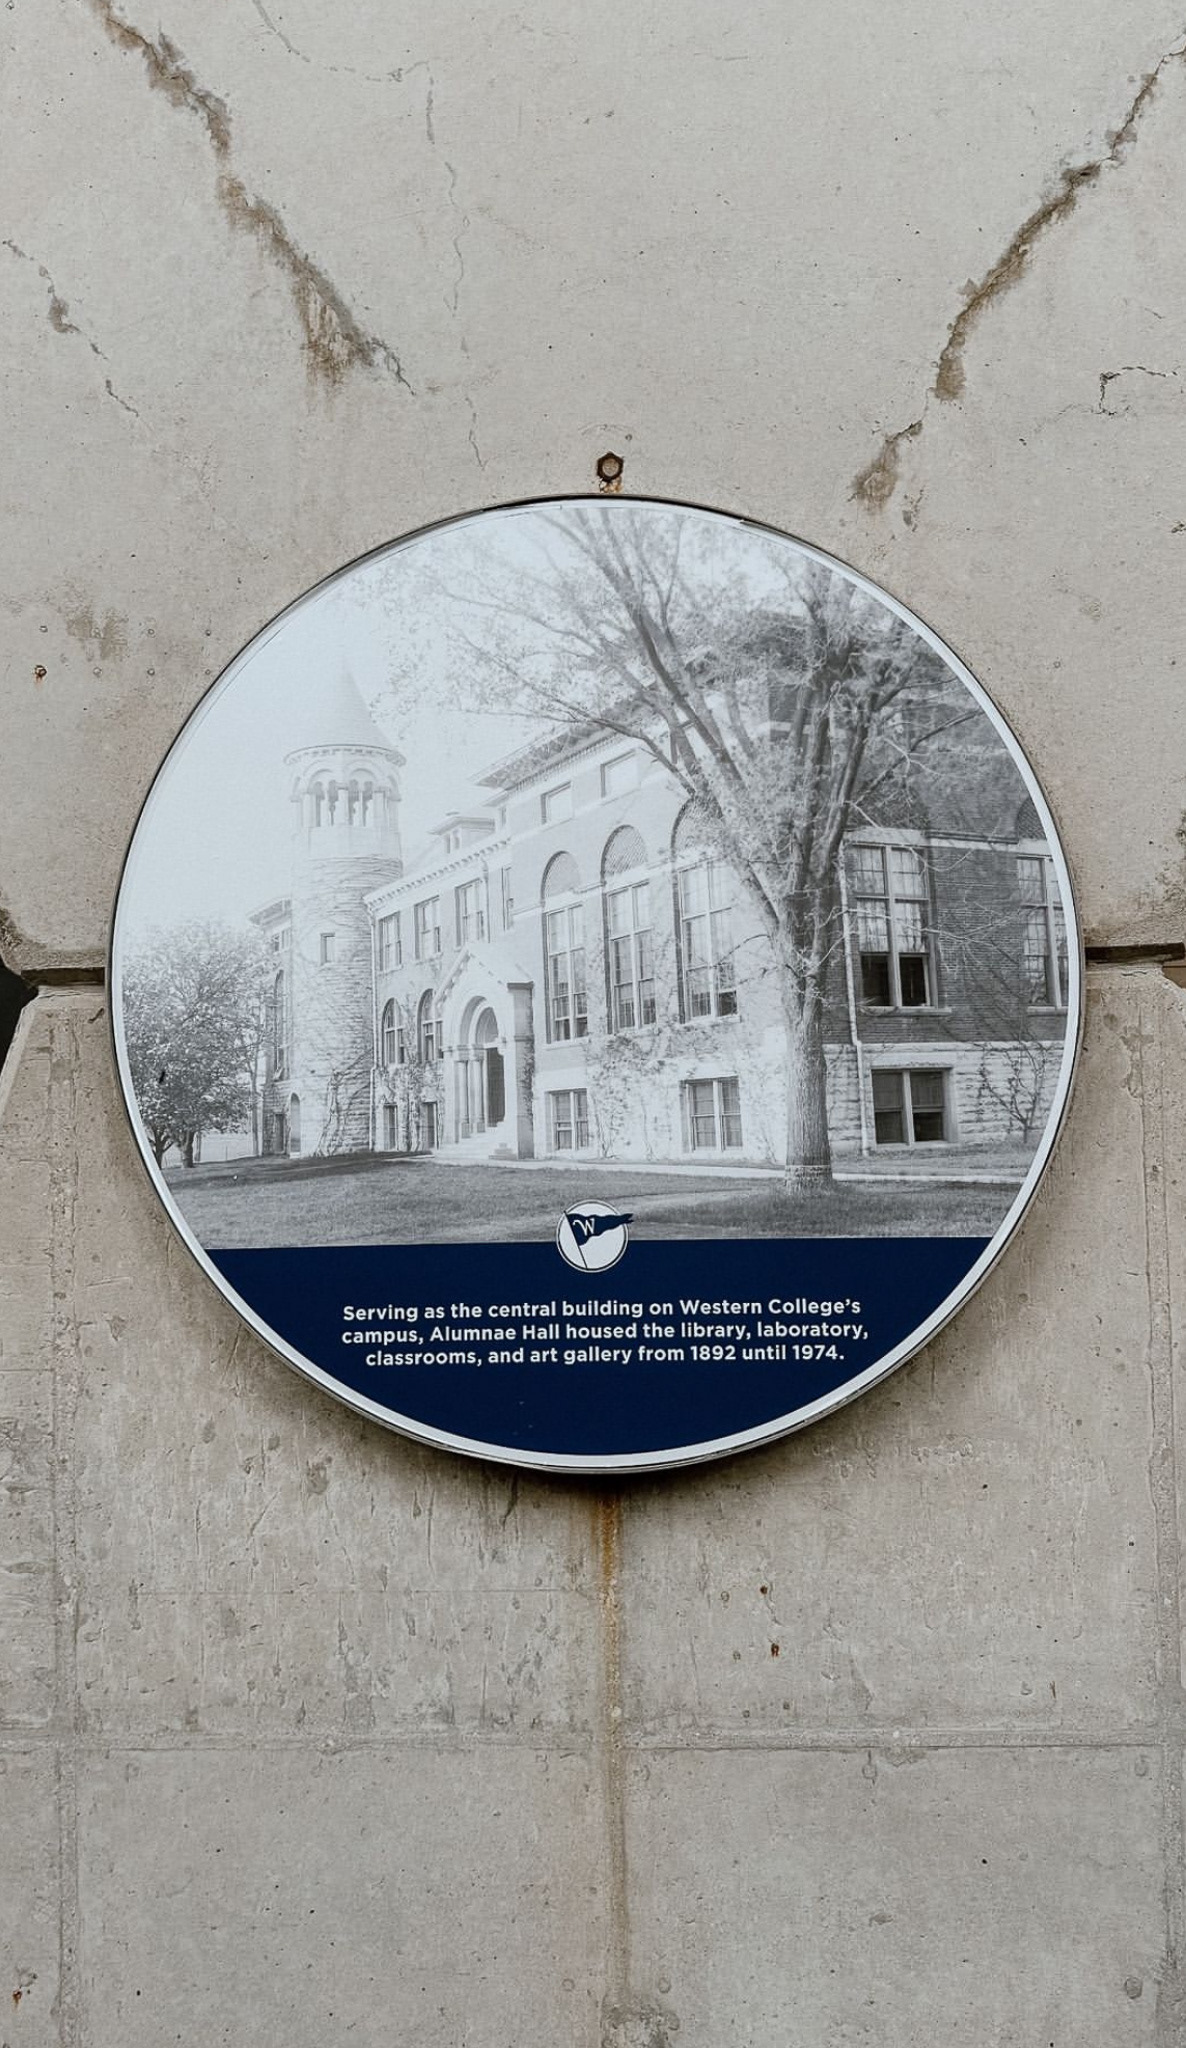 W
Serving as the central building on Western College's
campus, Alumnae Hall housed the library, laboratory,
classrooms, and art gallery from 1892 until 1974.